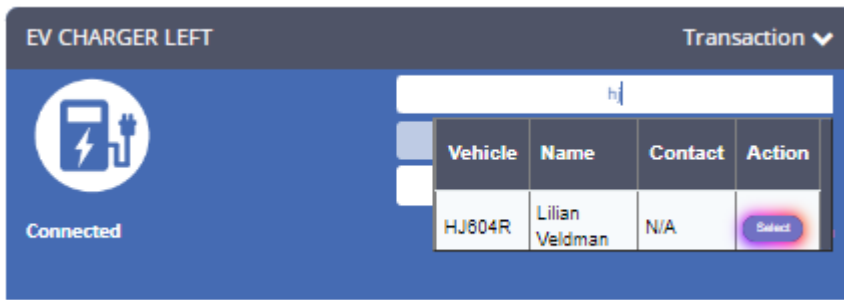 EV CHARGER LEFT
Transaction
hj
Vehicle Name Contact Action
HJ604R Lilian Veldman N/A Select
Connected